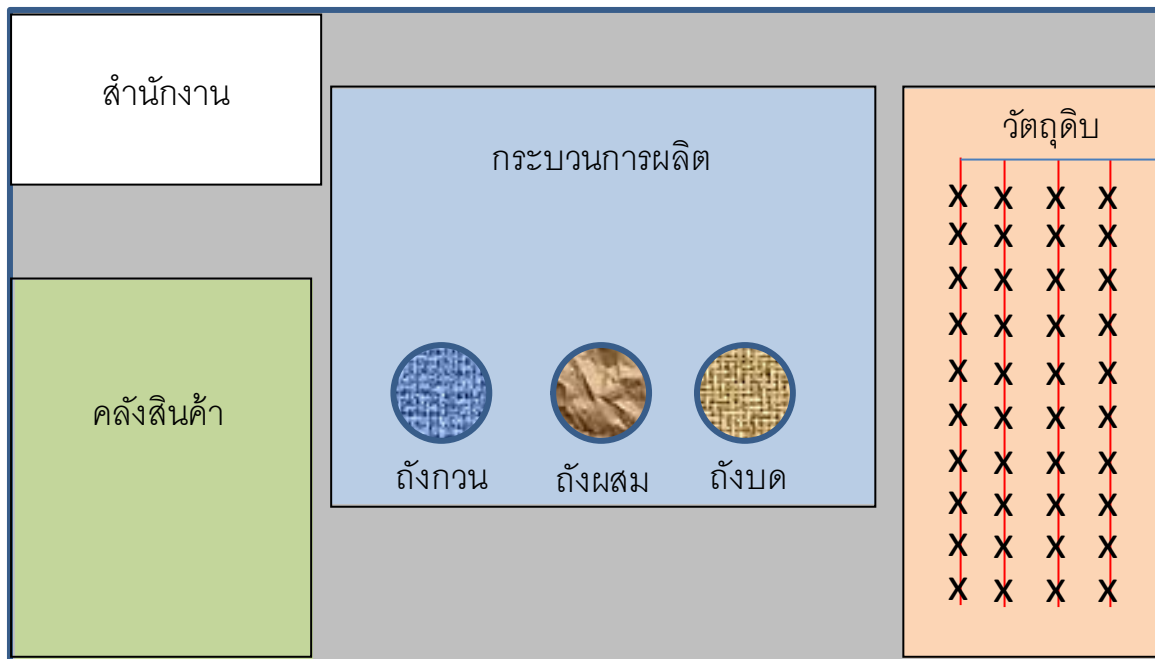 สำนักงาน
กระบวนการผลิต
วัตถุดิบ
X X X X
X X X X
X X X X
X X X X
X X X X
X X X X
X X X X
X X X X
X X X X
X X X X
คลังสินค้า
ถังกวน
ถังผสม
ถังบด